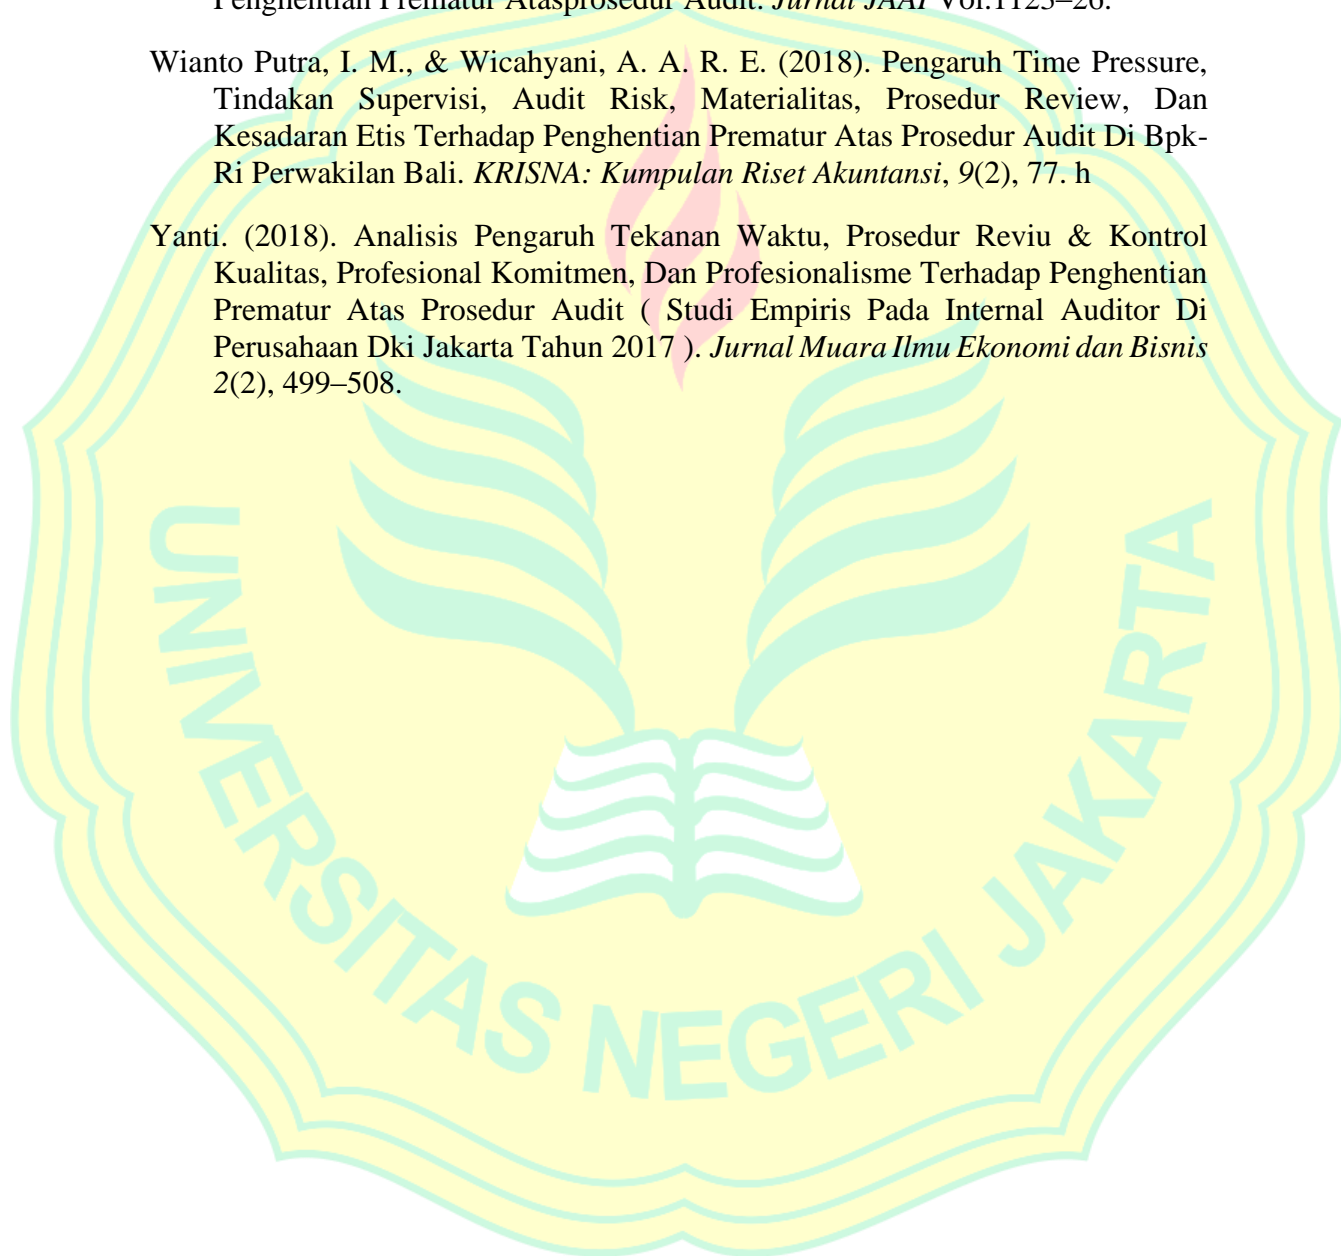 Penghentian Prematur Atasprosedur Audit. Jurnal JAAI Vol.1123–26.
Wianto Putra, I. M., & Wicahyani, A. A. R. E. (2018). Pengaruh Time Pressure,
Tindakan Supervisi, Audit Risk, Materialitas, Prosedur Review, Dan
Kesadaran Etis Terhadap Penghentian Prematur Atas Prosedur Audit Di Bpk-
Ri Perwakilan Bali. KRISNA: Kumpulan Riset Akuntansi, 9(2), 77. h
Yanti. (2018). Analisis Pengaruh Tekanan Waktu, Prosedur Reviu & Kontrol
Kualitas, Profesional Komitmen, Dan Profesionalisme Terhadap Penghentian
Prematur Atas Prosedur Audit ( Studi Empiris Pada Internal Auditor Di
Perusahaan Dki Jakarta Tahun 2017 ). Jurnal Muara Ilmu Ekonomi dan Bisnis
2(2), 499–508.
UNIVERSITAS NEGERI JAKARTA